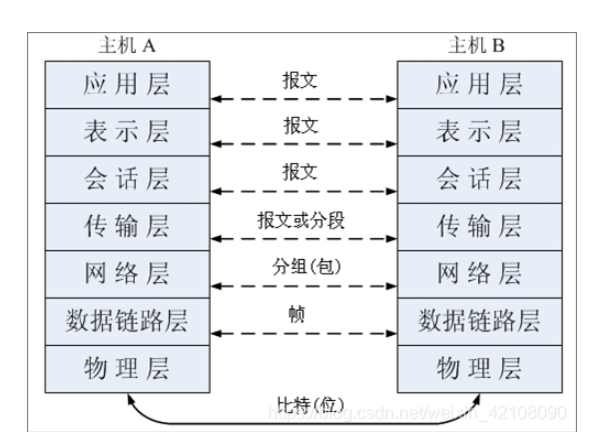 主机 A 主机 B
应用层 报文 应用层
表示层 报文 表示层
会话层 报文 会话层
传输层 报文或分段 传输层
网络层 分组(包) 网络层
数据链路层 帧 数据链路层
物理层 物理层
比特(位)
https://blog.csdn.net/weixin_42108090